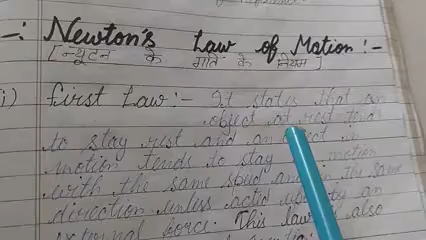 -: Newton's Law of Motion :-
[न्यूटन के गति के नियम]
i) First Law :- It states that an
object at rest tends
to stay rest and an object in
motion tends to stay motion
with the same speed and in the same
direction unless acted upon by an
external force. This law also